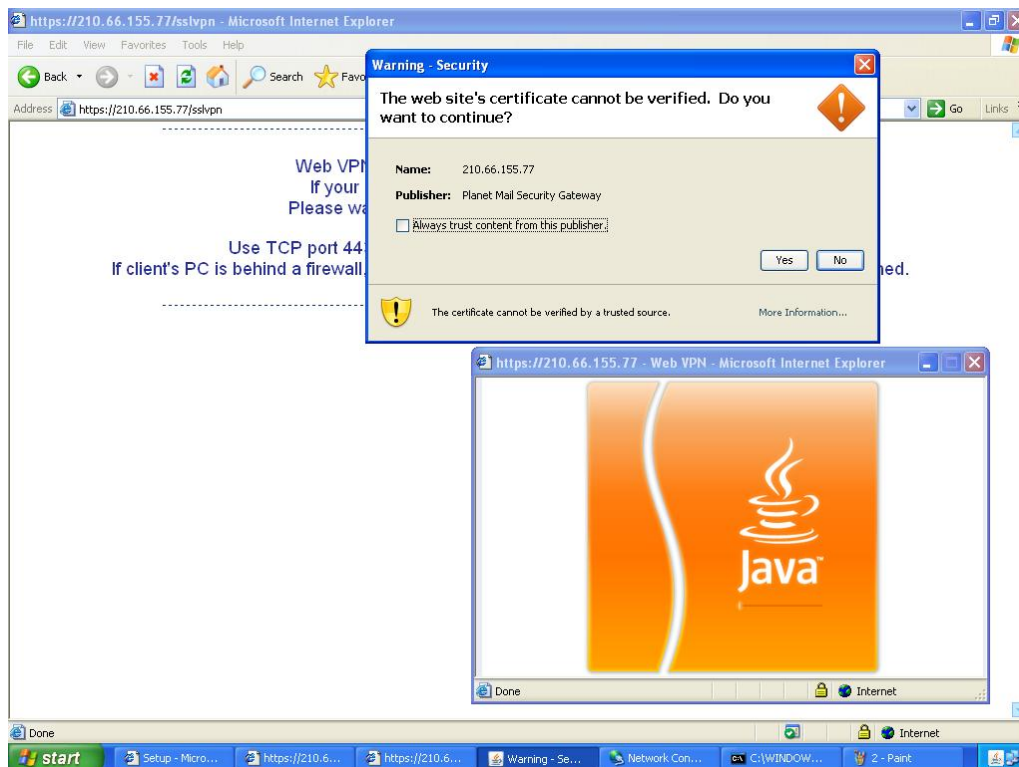 https://210.66.155.77/sslvpn - Microsoft Internet Explorer
File Edit View Favorites Tools Help
Back Search Favo
Address https://210.66.155.77/sslvpn Go Links
Warning - Security
The web site's certificate cannot be verified. Do you
want to continue?
Name: 210.66.155.77
Publisher: Planet Mail Security Gateway
Always trust content from this publisher.
Yes No
The certificate cannot be verified by a trusted source. More Information...
Web VPN
If your
Please wa
Use TCP port 443
If client's PC is behind a firewall, ned.
https://210.66.155.77 - Web VPN - Microsoft Internet Explorer
Java™
Done Internet
Done Internet
start Setup - Micro... https://210.6... https://210.6... Warning - Se... Network Con... C:\WINDOW... 2 - Paint